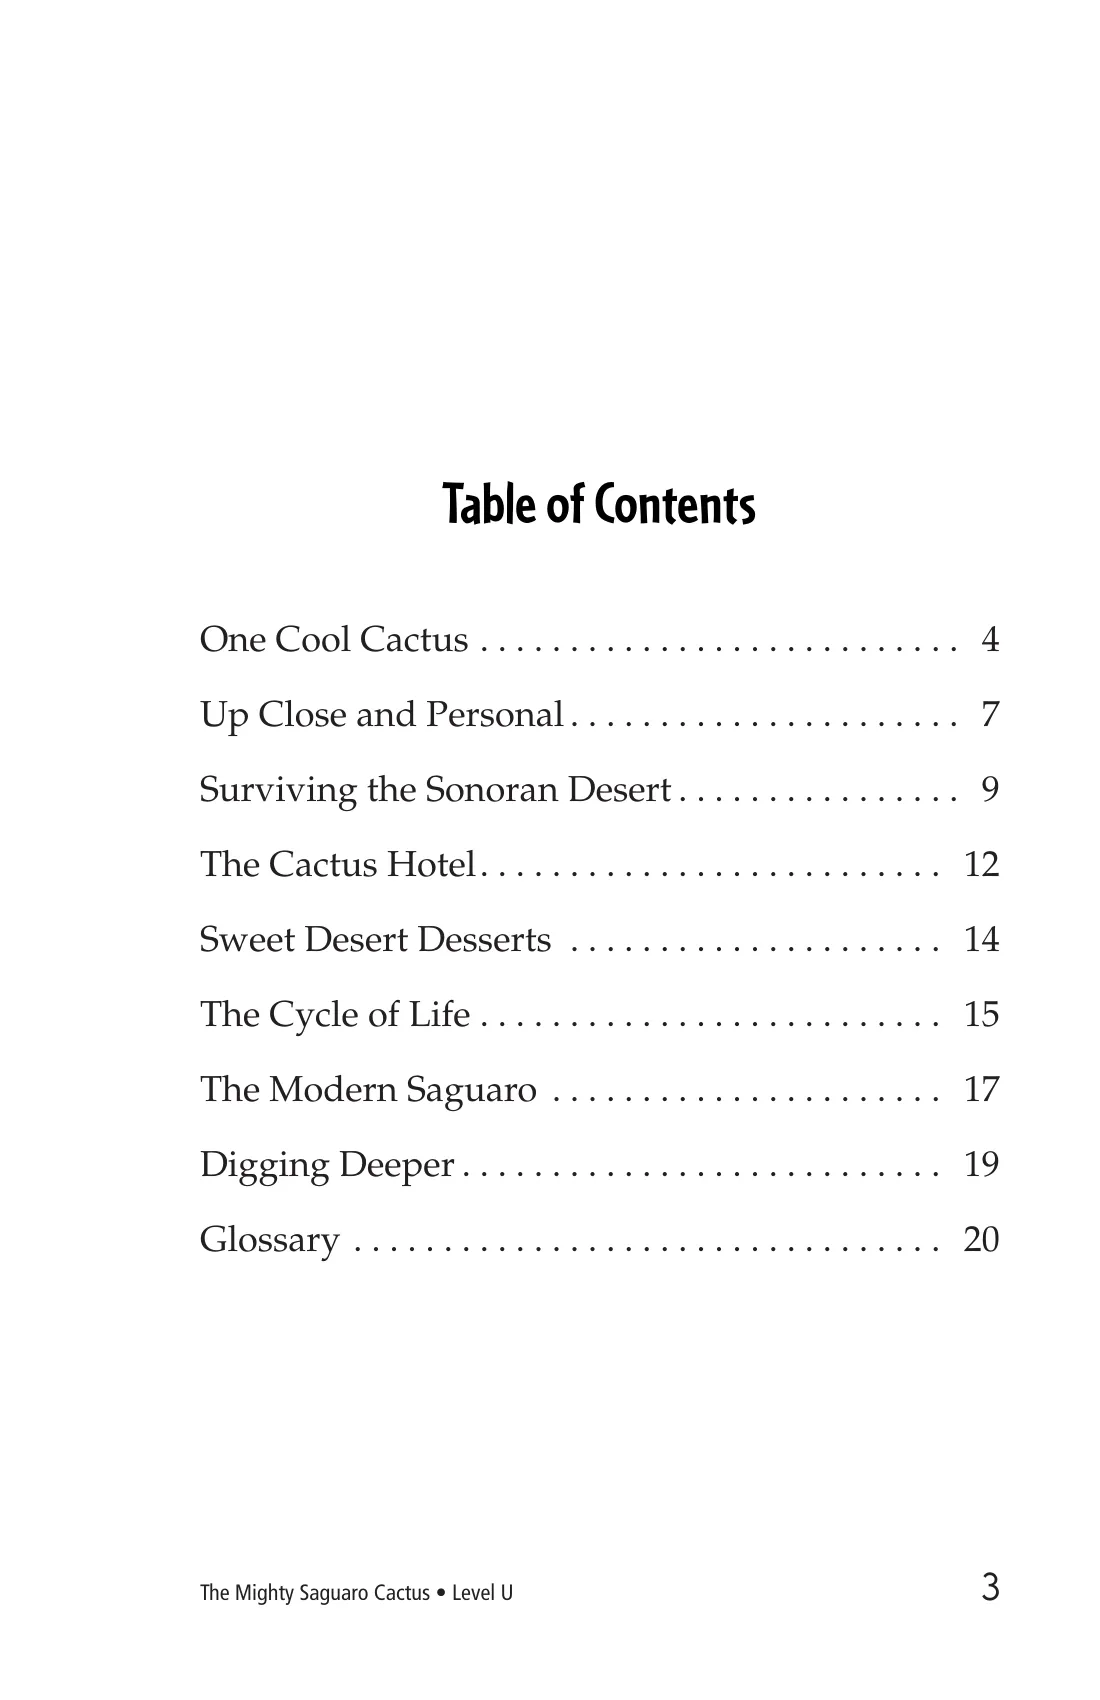 Table of Contents
One Cool Cactus . . . . . . . . . . . . . . . . . . . . . . . . . . . 4
Up Close and Personal . . . . . . . . . . . . . . . . . . . . . . 7
Surviving the Sonoran Desert . . . . . . . . . . . . . . . . 9
The Cactus Hotel . . . . . . . . . . . . . . . . . . . . . . . . . . 12
Sweet Desert Desserts . . . . . . . . . . . . . . . . . . . . . 14
The Cycle of Life . . . . . . . . . . . . . . . . . . . . . . . . . . 15
The Modern Saguaro . . . . . . . . . . . . . . . . . . . . . . 17
Digging Deeper . . . . . . . . . . . . . . . . . . . . . . . . . . . 19
Glossary . . . . . . . . . . . . . . . . . . . . . . . . . . . . . . . . . 20
The Mighty Saguaro Cactus • Level U 3